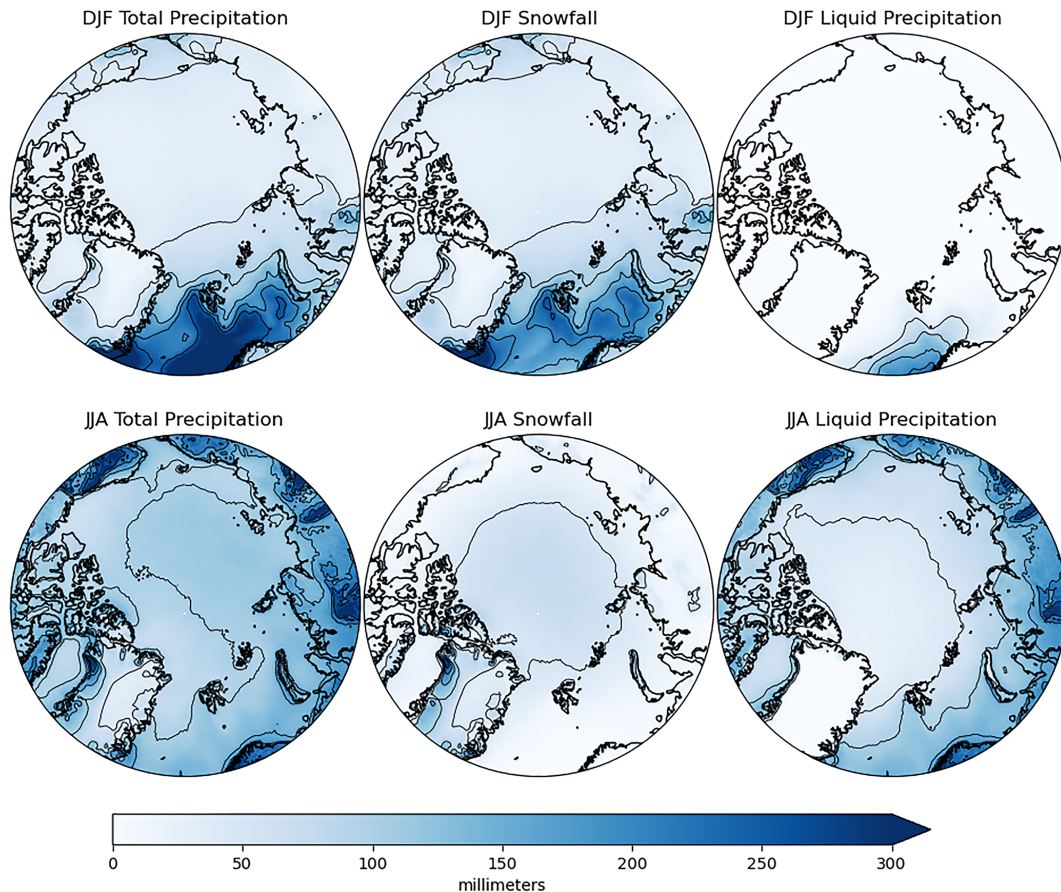 DJF Total Precipitation DJF Snowfall DJF Liquid Precipitation
JJA Total Precipitation JJA Snowfall JJA Liquid Precipitation
0 50 100 150 200 250 300
millimeters